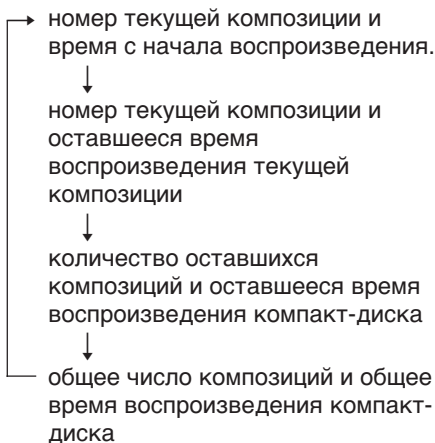 номер текущей композиции и
время с начала воспроизведения.
номер текущей композиции и
оставшееся время
воспроизведения текущей
композиции
количество оставшихся
композиций и оставшееся время
воспроизведения компакт-диска
общее число композиций и общее
время воспроизведения компакт-
диска